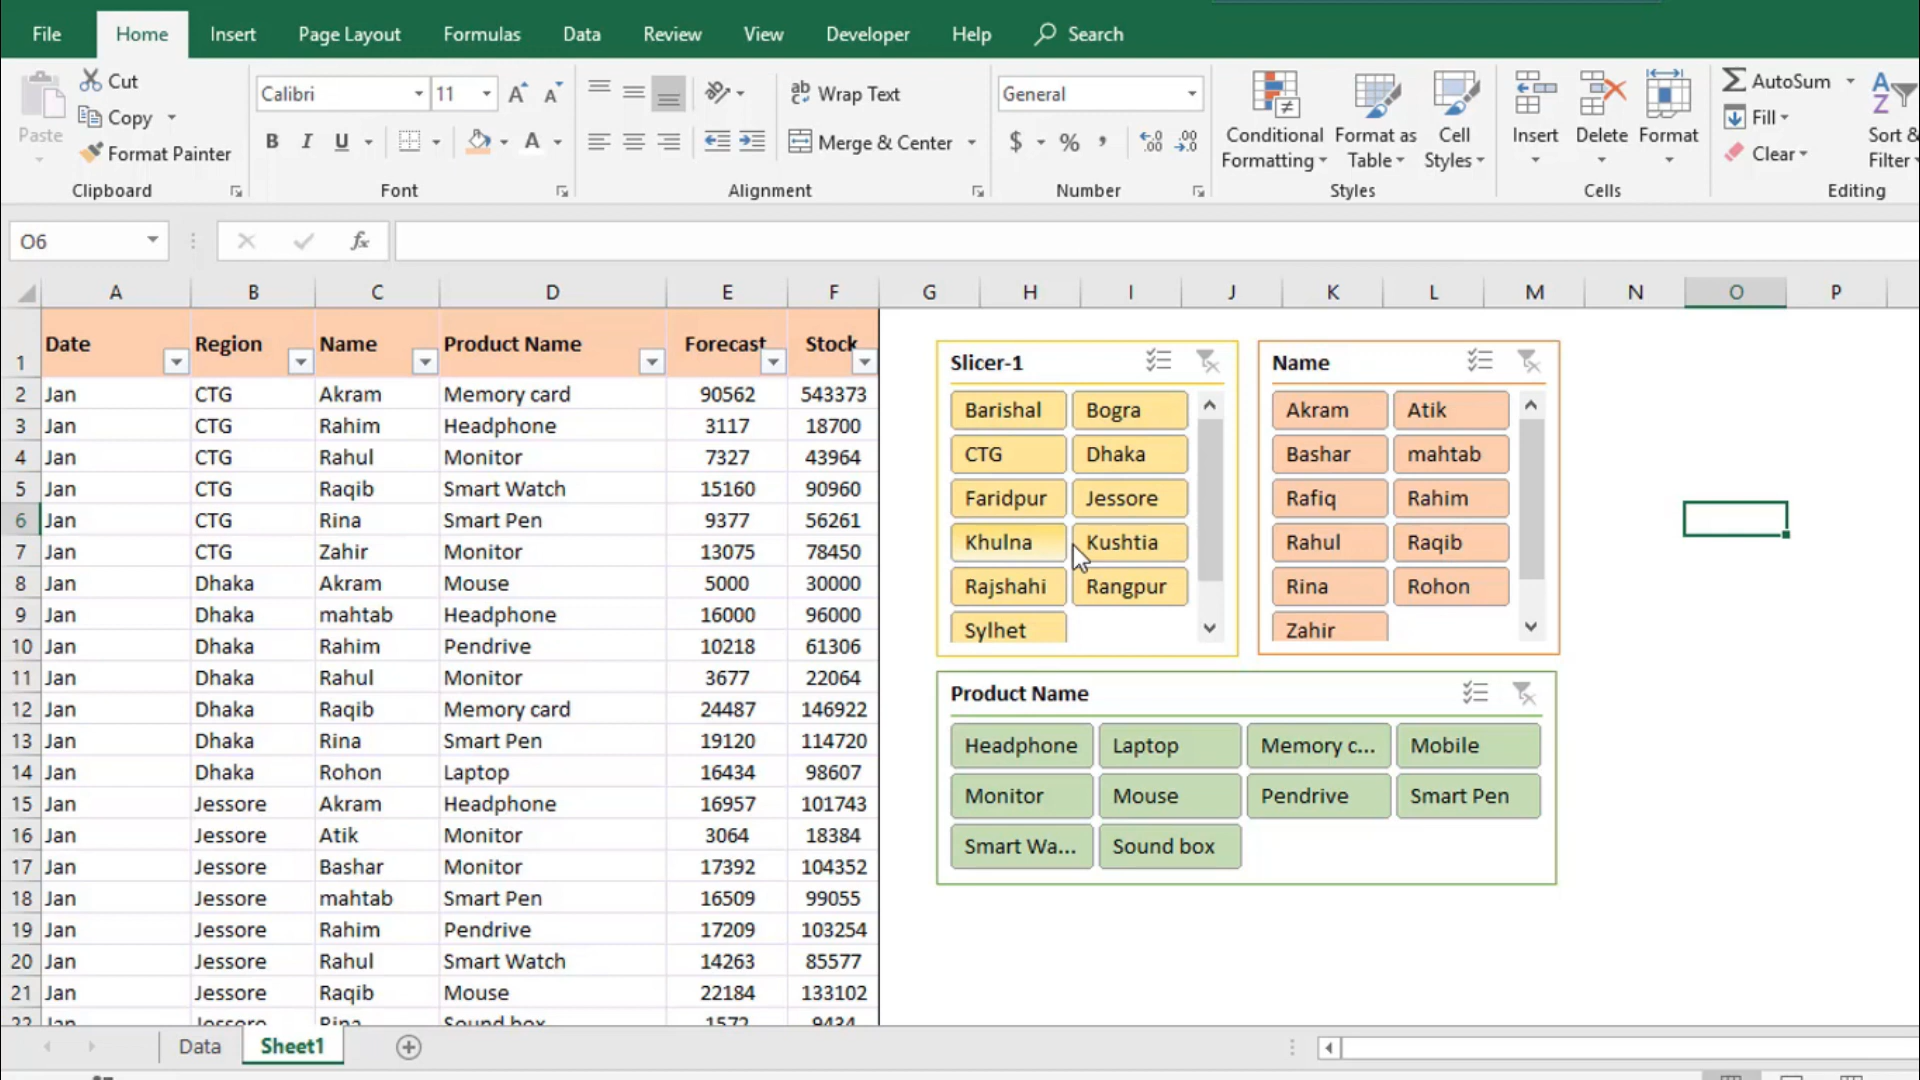 File Home Insert Page Layout Formulas Data Review View Developer Help Search
Paste Cut Copy Format Painter
Clipboard
Calibri 11
B I U A
Font
Wrap Text
Merge & Center
Alignment
General
$ % ,
Number
Conditional Formatting
Format as Table
Cell Styles
Styles
Insert Delete Format
Cells
AutoSum
Fill
Clear
Sort &
Filter
Editing
O6 fx
A B C D E F G H I J K L M N O P
1 Date Region Name Product Name Forecast Stock
2 Jan CTG Akram Memory card 90562 543373
3 Jan CTG Rahim Headphone 3117 18700
4 Jan CTG Rahul Monitor 7327 43964
5 Jan CTG Raqib Smart Watch 15160 90960
6 Jan CTG Rina Smart Pen 9377 56261
7 Jan CTG Zahir Monitor 13075 78450
8 Jan Dhaka Akram Mouse 5000 30000
9 Jan Dhaka mahtab Headphone 16000 96000
10 Jan Dhaka Rahim Pendrive 10218 61306
11 Jan Dhaka Rahul Monitor 3677 22064
12 Jan Dhaka Raqib Memory card 24487 146922
13 Jan Dhaka Rina Smart Pen 19120 114720
14 Jan Dhaka Rohon Laptop 16434 98607
15 Jan Jessore Akram Headphone 16957 101743
16 Jan Jessore Atik Monitor 3064 18384
17 Jan Jessore Bashar Monitor 17392 104352
18 Jan Jessore mahtab Smart Pen 16509 99055
19 Jan Jessore Rahim Pendrive 17209 103254
20 Jan Jessore Rahul Smart Watch 14263 85577
21 Jan Jessore Raqib Mouse 22184 133102
22 Jan Jessore Rina Sound box 1572 9434
Slicer-1
Barishal Bogra
CTG Dhaka
Faridpur Jessore
Khulna Kushtia
Rajshahi Rangpur
Sylhet
Name
Akram Atik
Bashar mahtab
Rafiq Rahim
Rahul Raqib
Rina Rohon
Zahir
Product Name
Headphone Laptop Memory c... Mobile
Monitor Mouse Pendrive Smart Pen
Smart Wa... Sound box
Data Sheet1